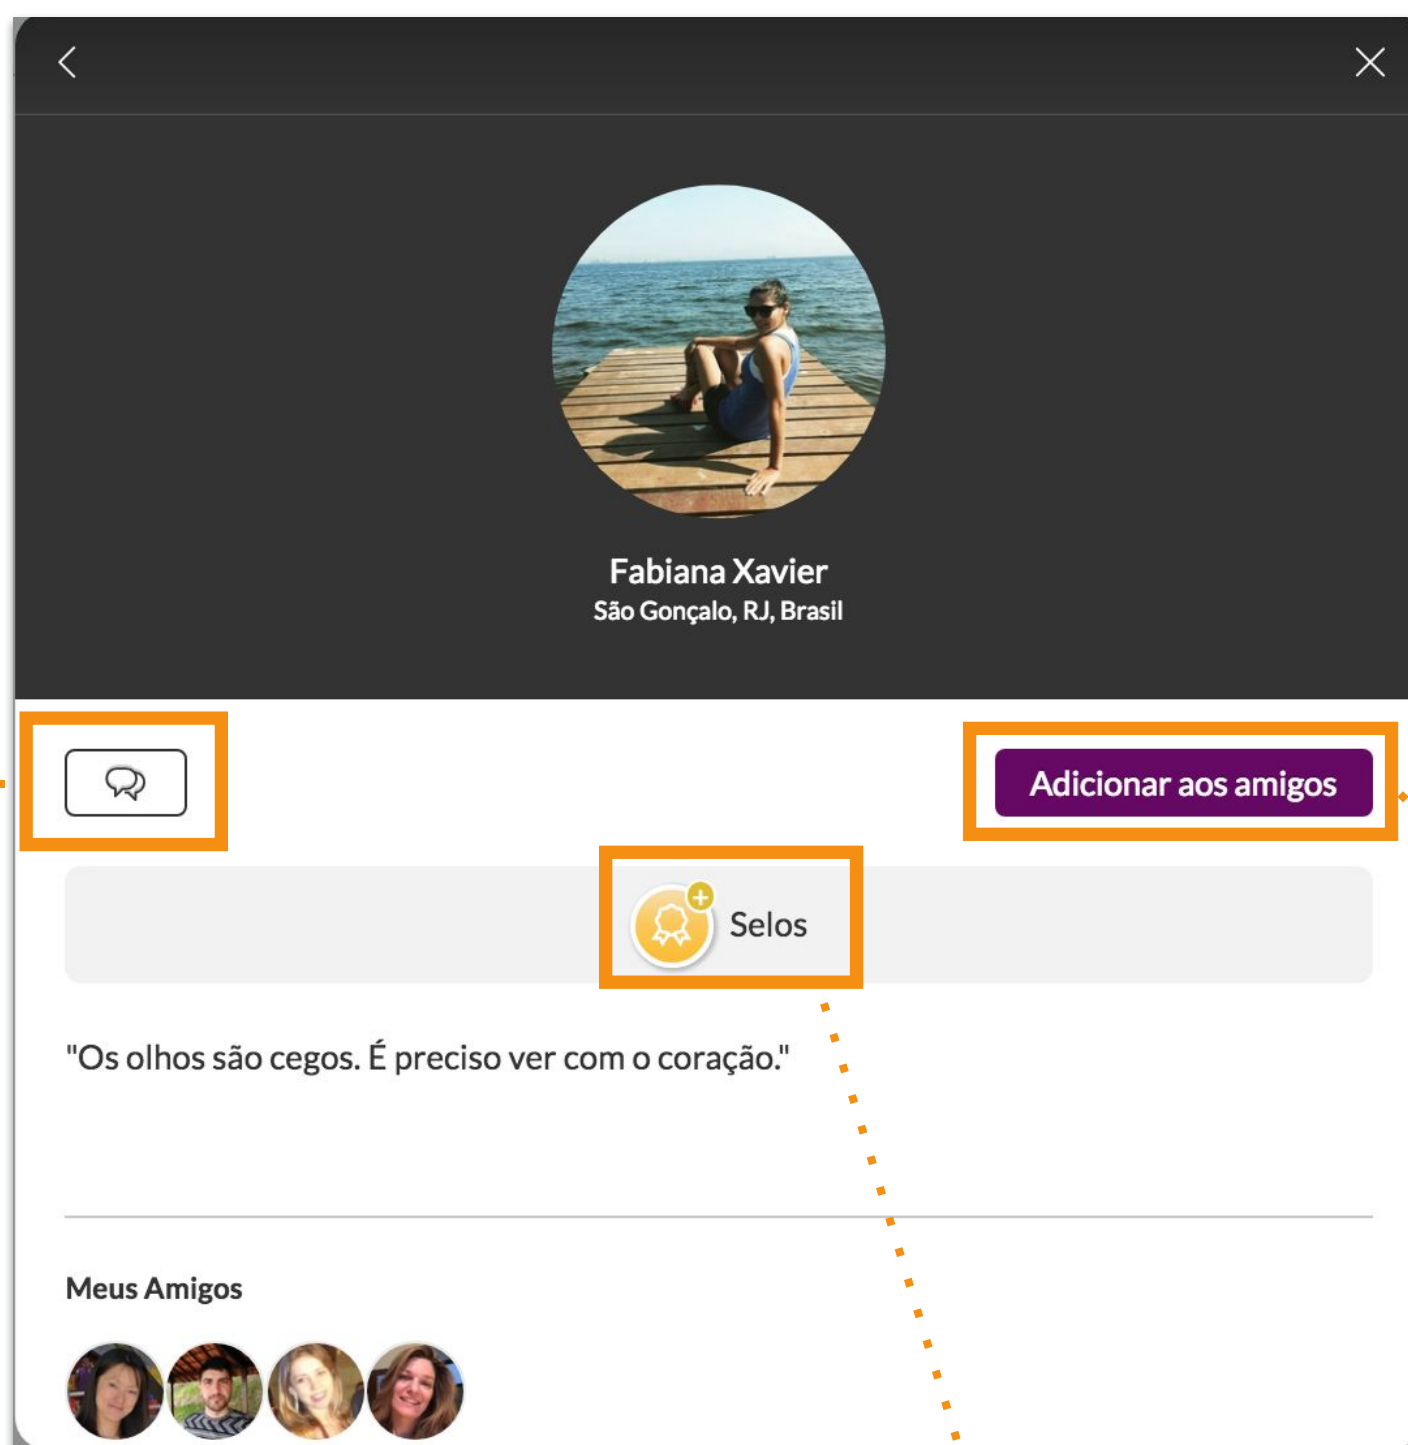 Fabiana Xavier
São Gonçalo, RJ, Brasil
Adicionar aos amigos
Selos
"Os olhos são cegos. É preciso ver com o coração."
Meus Amigos